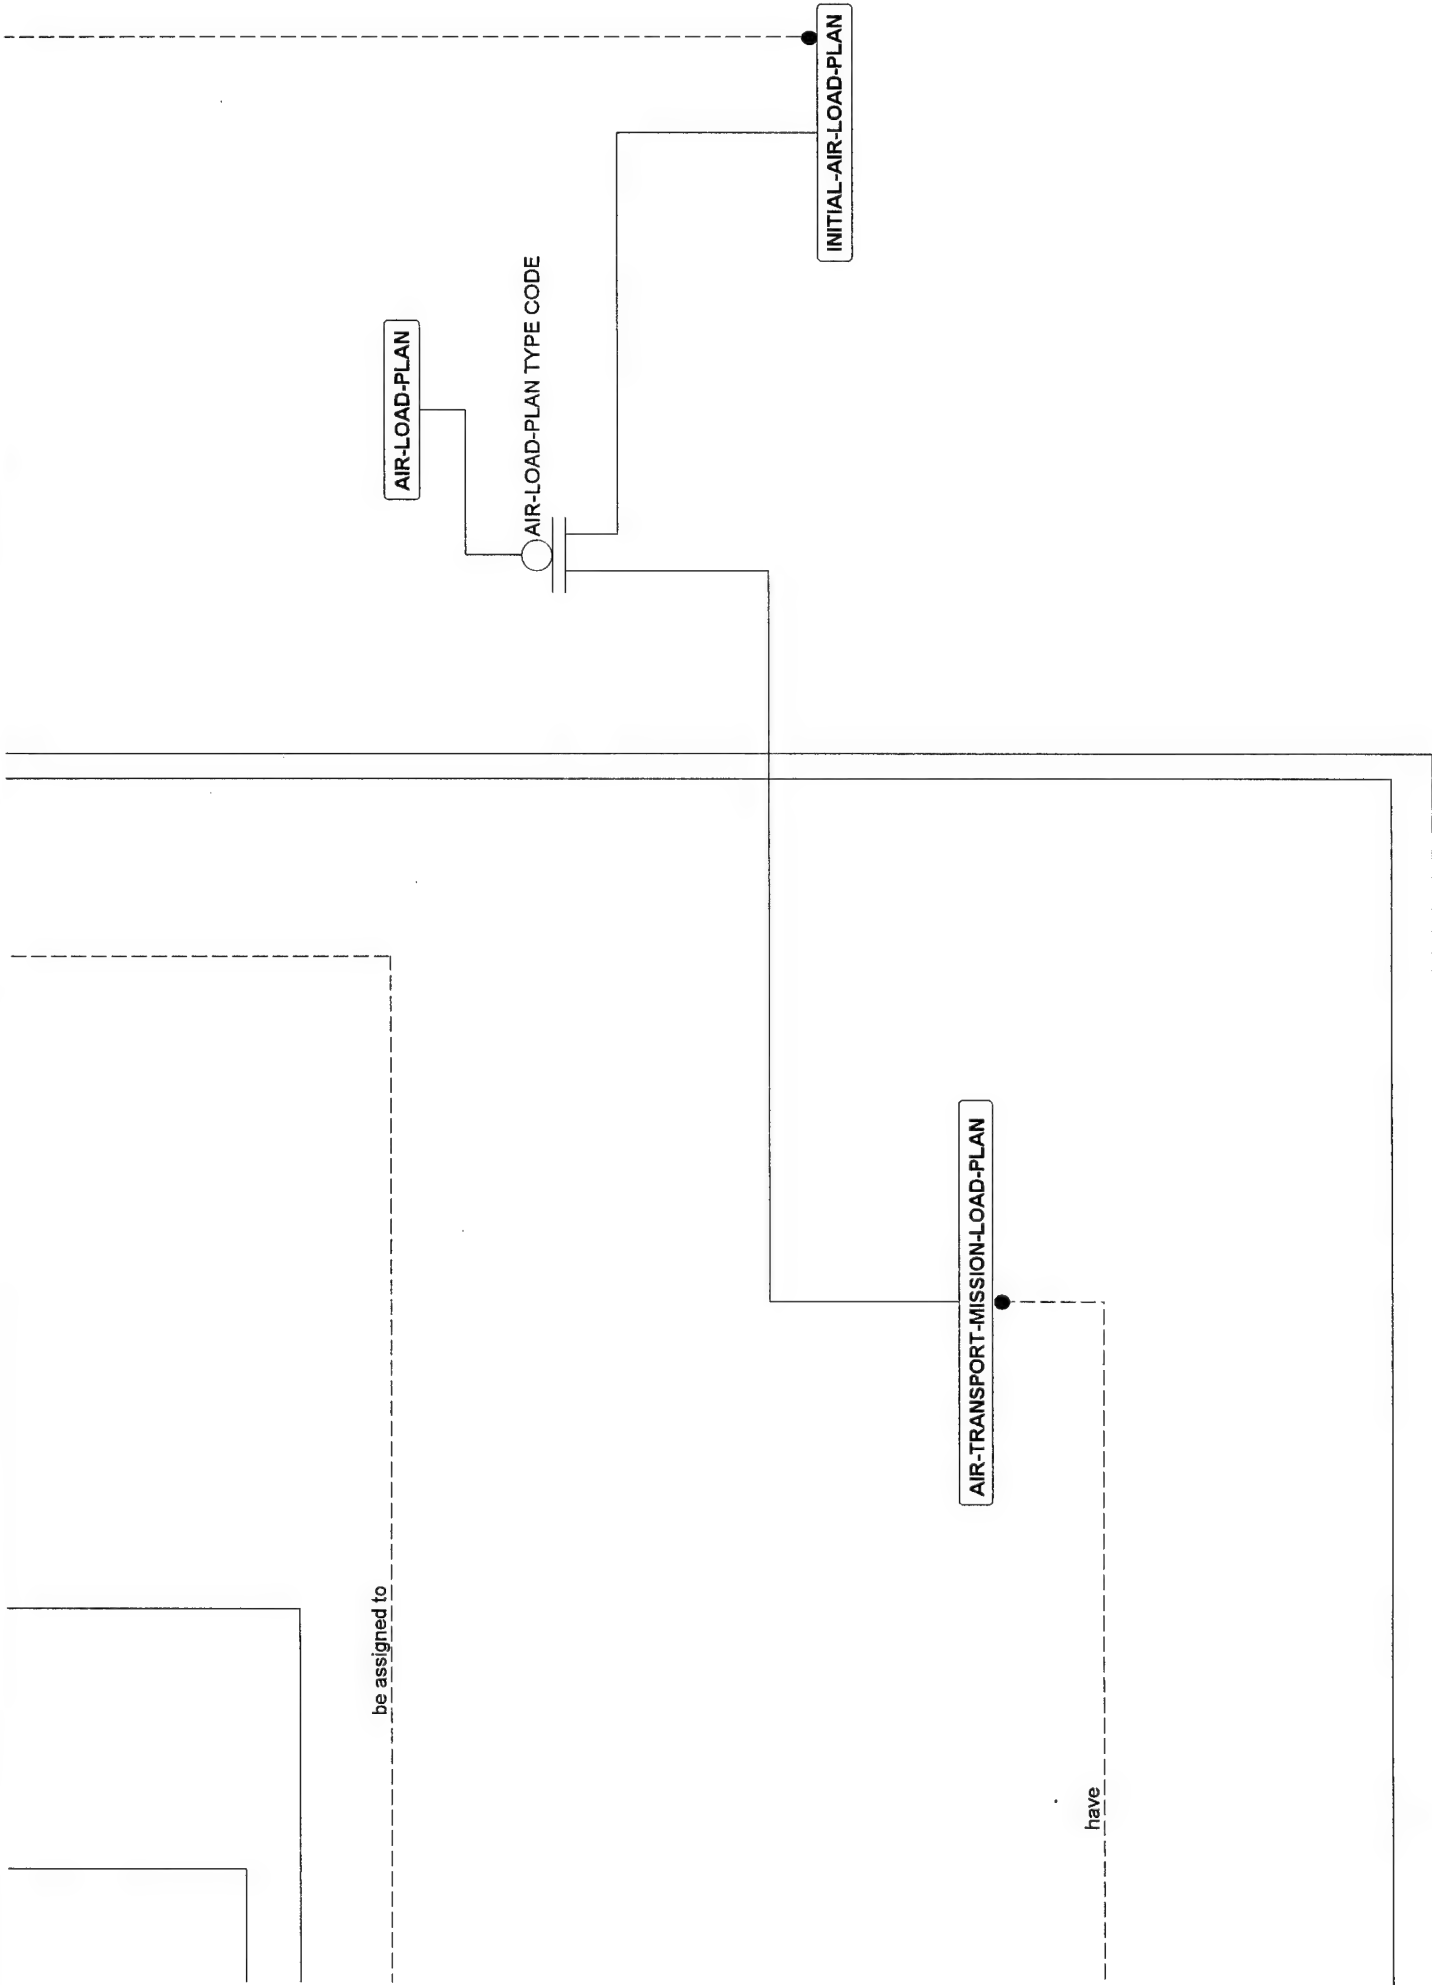 AIR-LOAD-PLAN
AIR-LOAD-PLAN TYPE CODE
INITIAL-AIR-LOAD-PLAN
be assigned to
AIR-TRANSPORT-MISSION-LOAD-PLAN
have